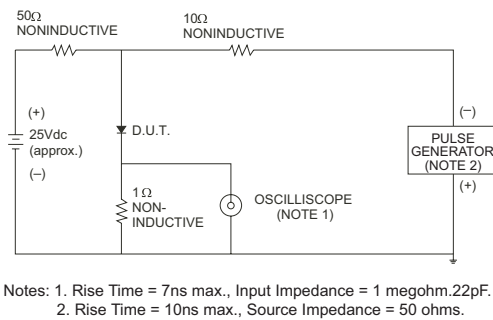 50Ω
NONINDUCTIVE
10Ω
NONINDUCTIVE
(+)
25Vdc
(approx.)
(−)
D.U.T.
1Ω
NON-
INDUCTIVE
OSCILLISCOPE
(NOTE 1)
(−)
PULSE
GENERATOR
(NOTE 2)
(+)
Notes: 1. Rise Time = 7ns max., Input Impedance = 1 megohm.22pF.
2. Rise Time = 10ns max., Source Impedance = 50 ohms.